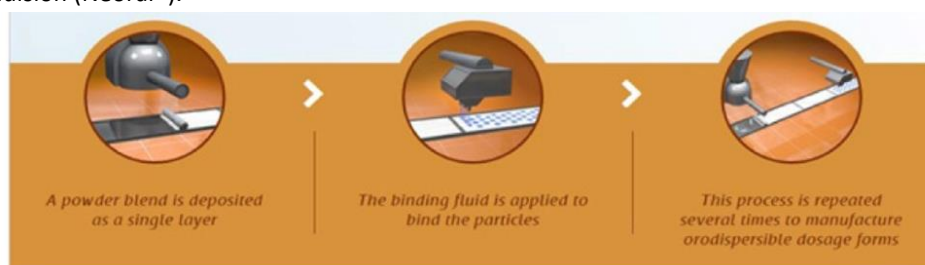 A powder blend is deposited
as a single layer
The binding fluid is applied to
bind the particles
This process is repeated
several times to manufacture
orodispersible dosage forms